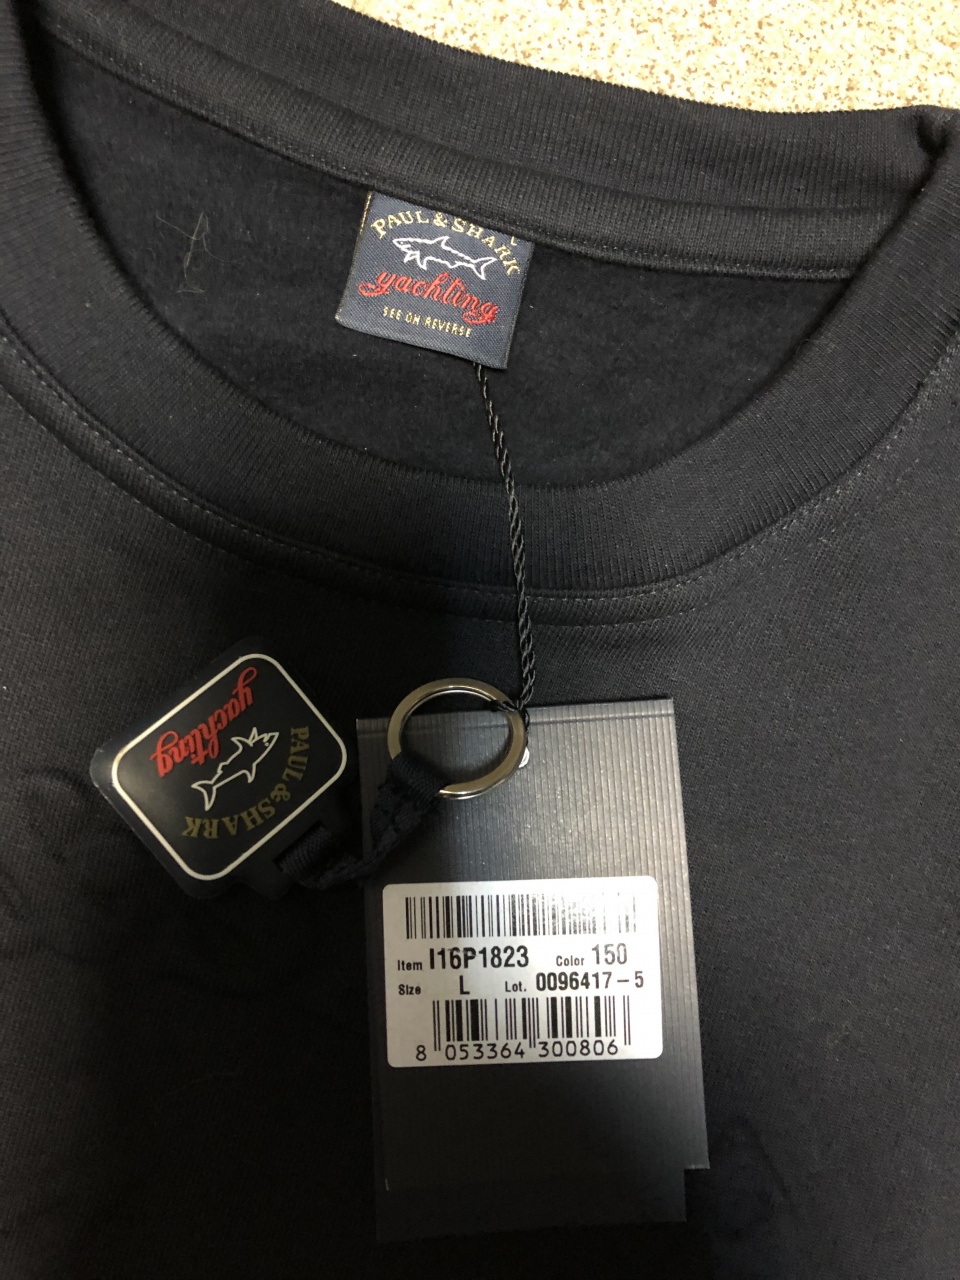 PAUL & SHARK
yachting
SEE ON REVERSE
PAUL & SHARK
yachting
Item I16P1823 Color 150
Size L Lot. 0096417-5
8 053364 300806